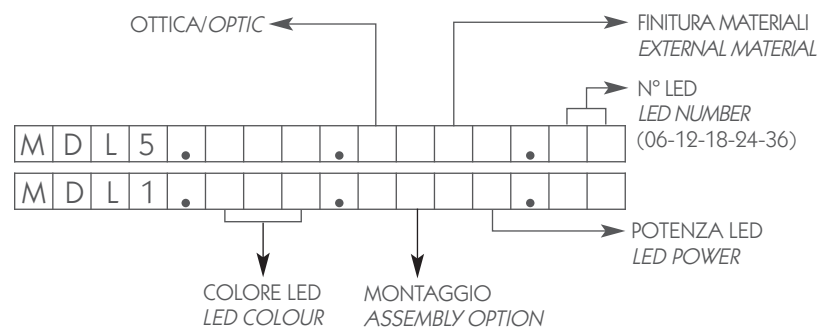 OTTICA/OPTIC
FINITURA MATERIALI
EXTERNAL MATERIAL
N° LED
LED NUMBER
(06-12-18-24-36)
M D L 5 . . .
M D L 1 . . .
POTENZA LED
LED POWER
COLORE LED
LED COLOUR
MONTAGGIO
ASSEMBLY OPTION